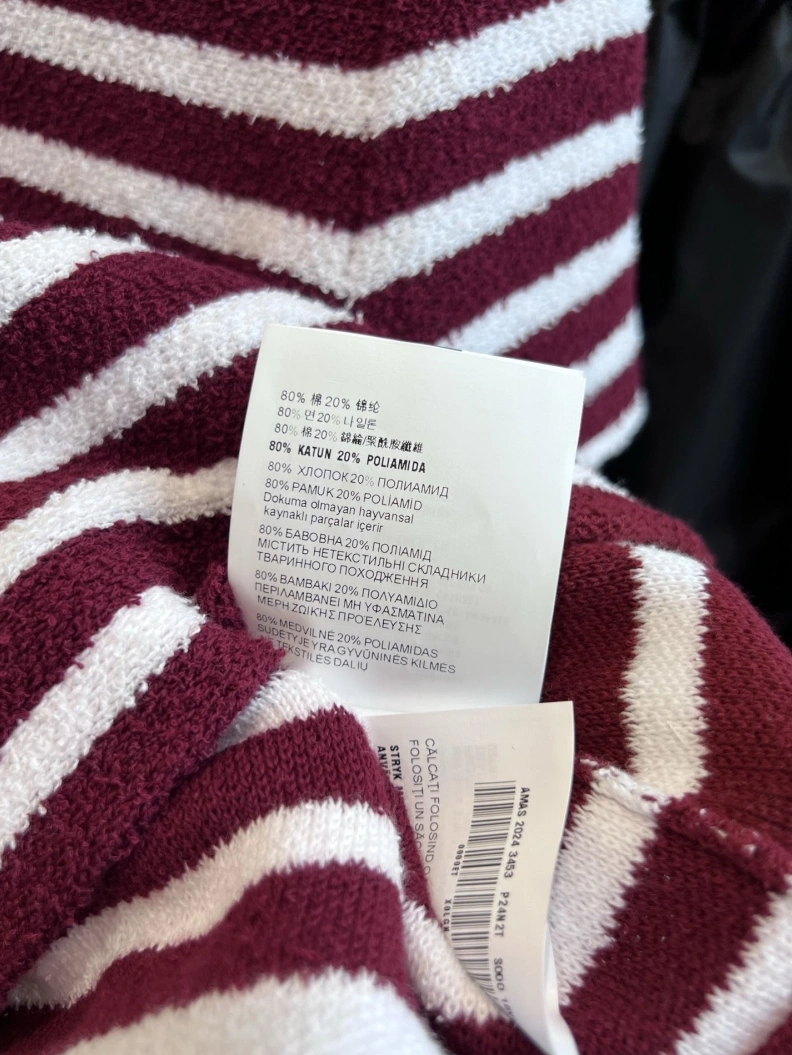 80% 棉 20% 锦纶
80% 면 20% 나일론
80% 棉 20% 錦綸/聚酰胺纖維
80% KATUN 20% POLIAMIDA
80% ХЛОПОК 20% ПОЛИАМИД
80% PAMUK 20% POLİAMİD
Dokuma olmayan hayvansal
kaynaklı parçalar içerir
80% БАВОВНА 20% ПОЛІАМІД
МІСТИТЬ НЕТЕКСТИЛЬНІ СКЛАДНИКИ
ТВАРИННОГО ПОХОДЖЕННЯ
80% ΒΑΜΒΑΚΙ 20% ΠΟΛΥΑΜΙΔΙΟ
ΠΕΡΙΛΑΜΒΑΝΕΙ ΜΗ ΥΦΑΣΜΑΤΙΝΑ
ΜΕΡΗ ΖΩΙΚΗΣ ΠΡΟΈΛΕΥΣΗΣ
80% MEDVILNĖ 20% POLIAMIDAS
SUDĖTYJE YRA GYVŪNINĖS KILMĖS
TEKSTILĖS DALIŲ
CĂLCAȚI FOLOSIND
FOLOSIȚI UN
STRYK
AMAS 2024 3453 P24N2T